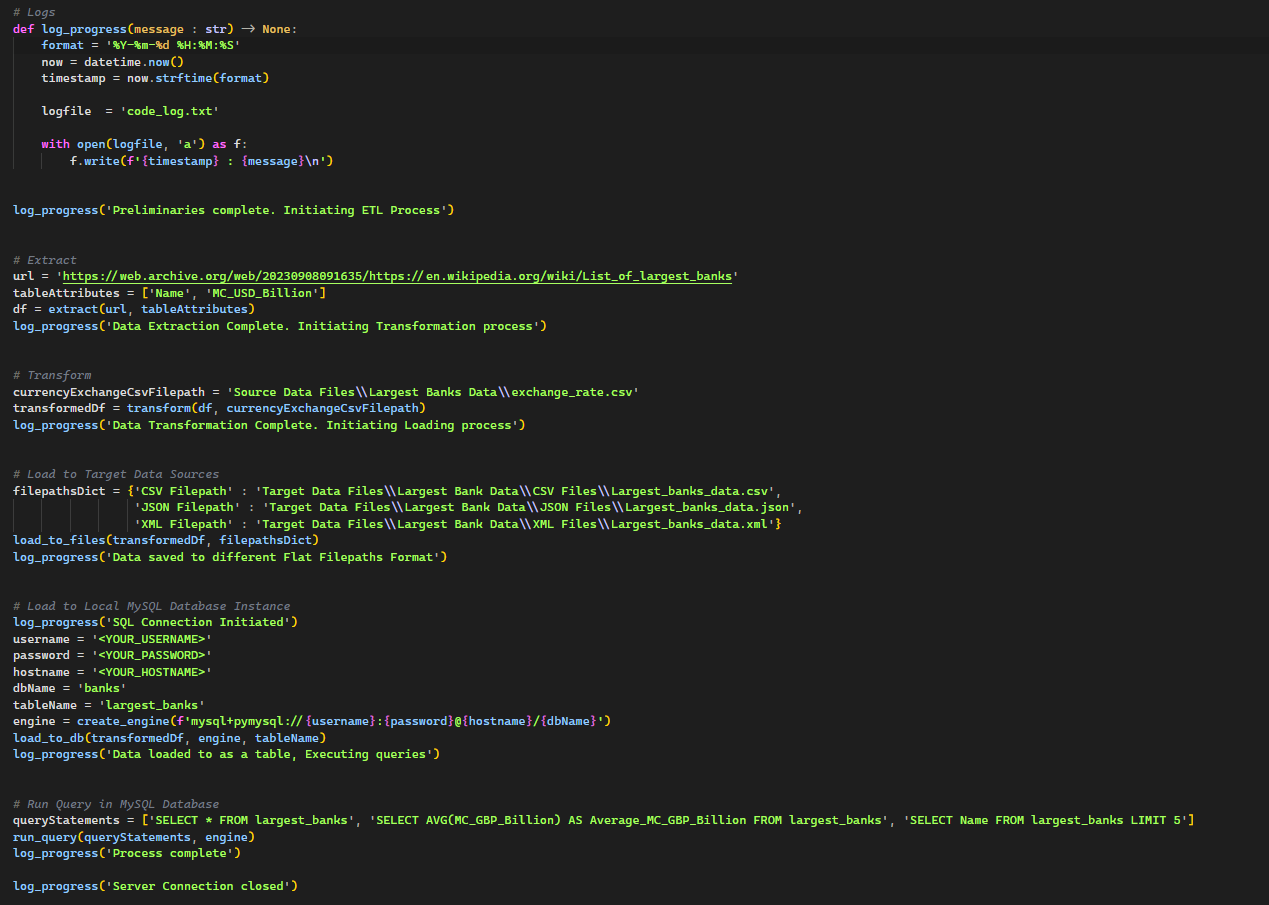 # Logs
def log_progress(message : str) -> None:
    format = '%Y-%m-%d %H:%M:%S'
    now = datetime.now()
    timestamp = now.strftime(format)
    logfile  = 'code_log.txt'
    with open(logfile, 'a') as f:
        f.write(f'{timestamp} : {message}\n')
log_progress('Preliminaries complete. Initiating ETL Process')
# Extract
url = 'https://web.archive.org/web/20230908091635/https://en.wikipedia.org/wiki/List_of_largest_banks'
tableAttributes = ['Name', 'MC_USD_Billion']
df = extract(url, tableAttributes)
log_progress('Data Extraction Complete. Initiating Transformation process')
# Transform
currencyExchangeCsvFilepath = 'Source Data Files\\Largest Banks Data\\exchange_rate.csv'
transformedDf = transform(df, currencyExchangeCsvFilepath)
log_progress('Data Transformation Complete. Initiating Loading process')
# Load to Target Data Sources
filepathsDict = {'CSV Filepath' : 'Target Data Files\\Largest Bank Data\\CSV Files\\Largest_banks_data.csv',
                 'JSON Filepath' : 'Target Data Files\\Largest Bank Data\\JSON Files\\Largest_banks_data.json',
                 'XML Filepath' : 'Target Data Files\\Largest Bank Data\\XML Files\\Largest_banks_data.xml'}
load_to_files(transformedDf, filepathsDict)
log_progress('Data saved to different Flat Filepaths Format')
# Load to Local MySQL Database Instance
log_progress('SQL Connection Initiated')
username = '<YOUR_USERNAME>'
password = '<YOUR_PASSWORD>'
hostname = '<YOUR_HOSTNAME>'
dbName = 'banks'
tableName = 'largest_banks'
engine = create_engine(f'mysql+pymysql://{username}:{password}@{hostname}/{dbName}')
load_to_db(transformedDf, engine, tableName)
log_progress('Data loaded to as a table, Executing queries')
# Run Query in MySQL Database
queryStatements = ['SELECT * FROM largest_banks', 'SELECT AVG(MC_GBP_Billion) AS Average_MC_GBP_Billion FROM largest_banks', 'SELECT Name FROM largest_banks LIMIT 5']
run_query(queryStatements, engine)
log_progress('Process complete')
log_progress('Server Connection closed')